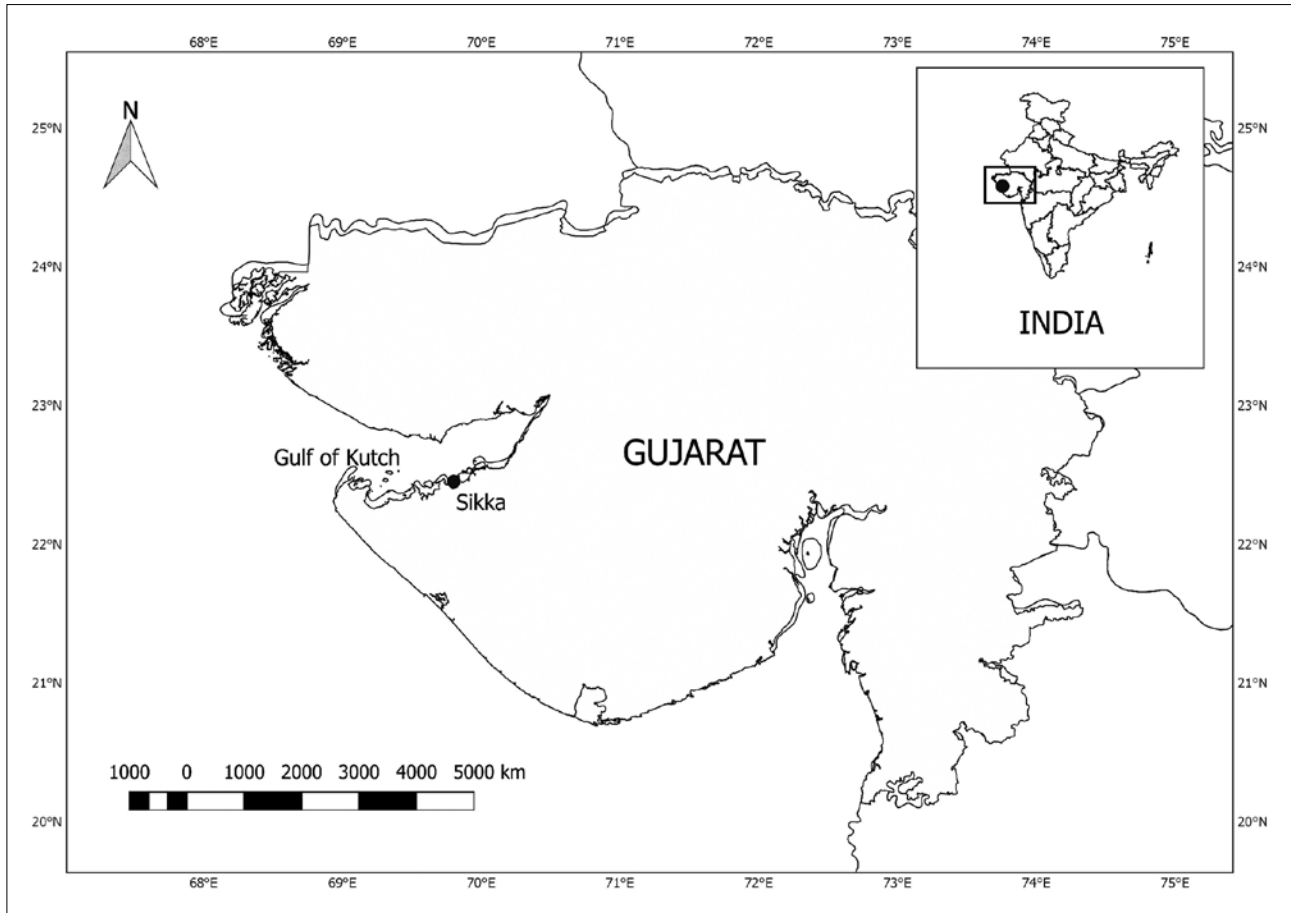 68°E 69°E 70°E 71°E 72°E 73°E 74°E 75°E
N
25°N 25°N
24°N 24°N
INDIA
23°N 23°N
GUJARAT
Gulf of Kutch
Sikka
22°N 22°N
21°N 21°N
1000 0 1000 2000 3000 4000 5000 km
20°N 20°N
68°E 69°E 70°E 71°E 72°E 73°E 74°E 75°E